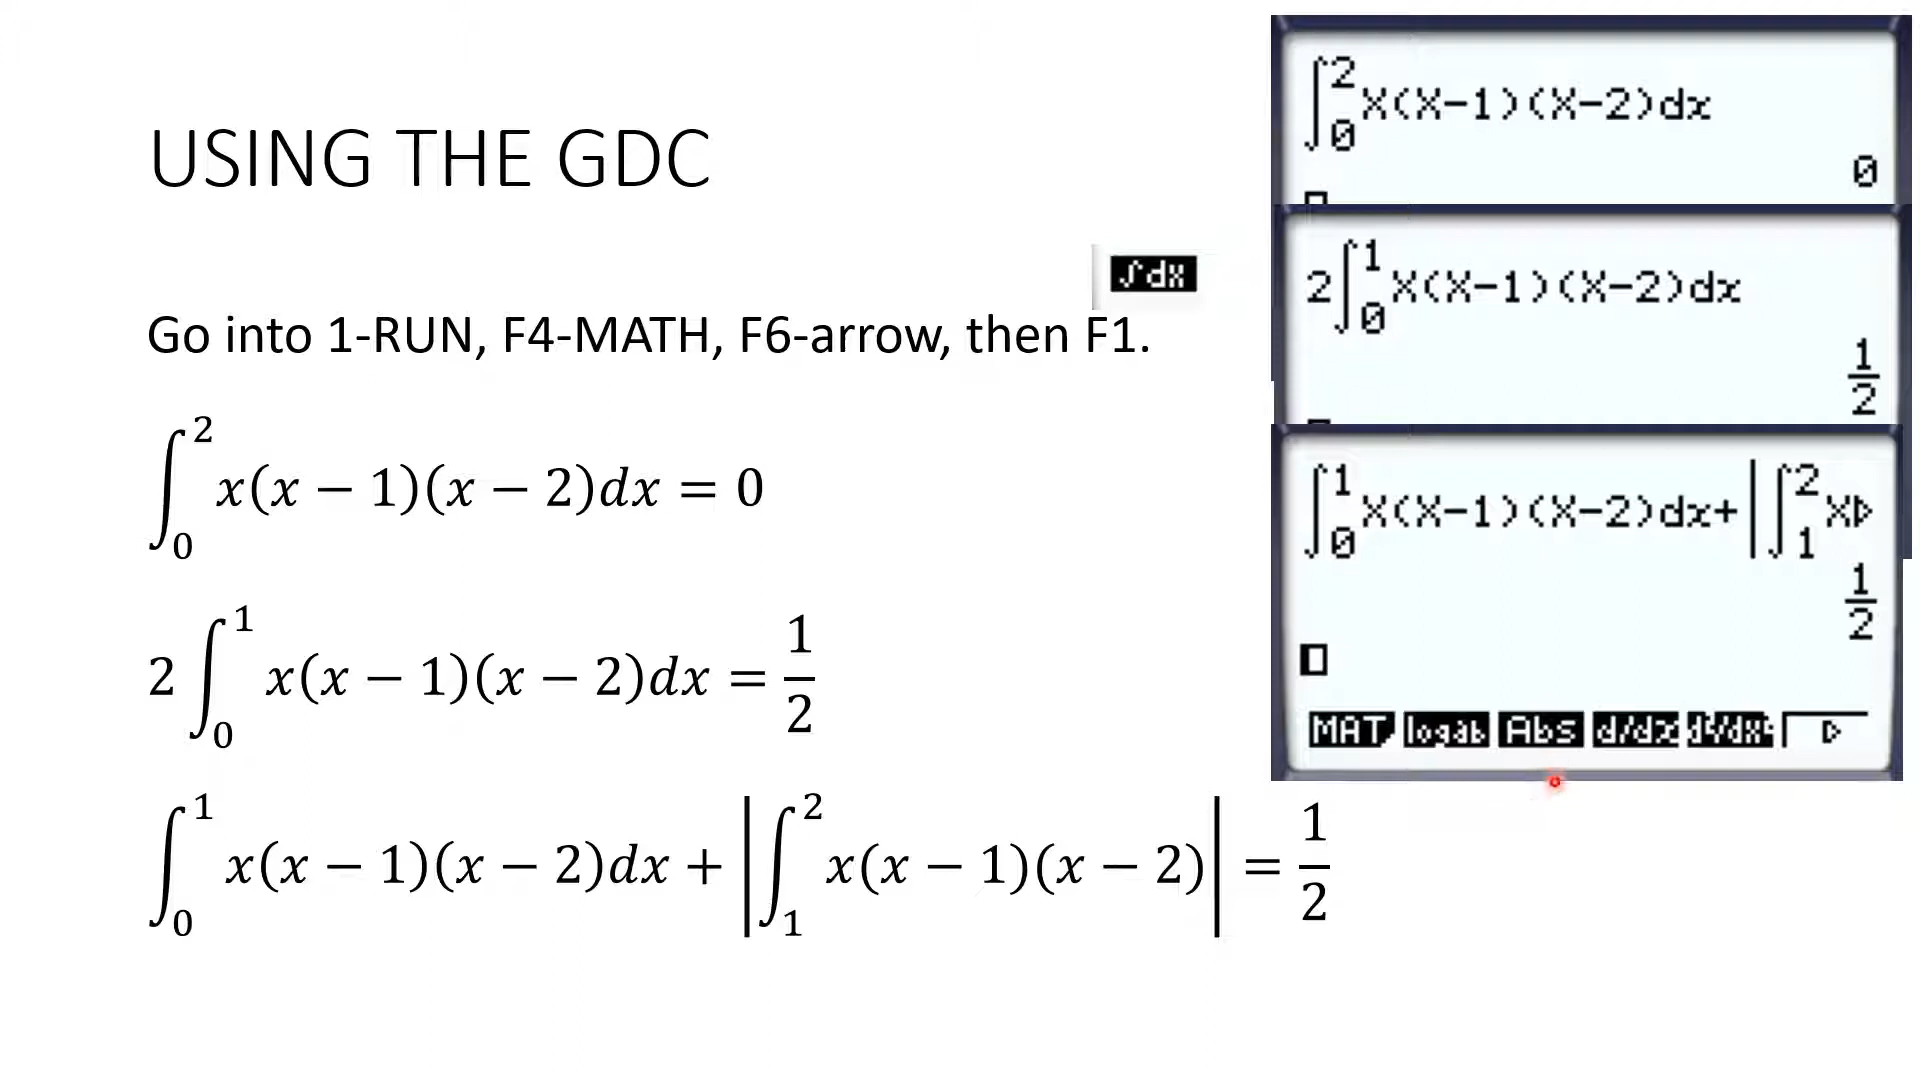 USING THE GDC
∫dx
Go into 1-RUN, F4-MATH, F6-arrow, then F1.
∫₀² x(x − 1)(x − 2)dx = 0
2 ∫₀¹ x(x − 1)(x − 2)dx = 1/2
∫₀¹ x(x − 1)(x − 2)dx + |∫₁² x(x − 1)(x − 2)| = 1/2
∫₀² X(X-1)(X-2)dx
0
2∫₀¹ X(X-1)(X-2)dx
1/2
∫₀¹ X(X-1)(X-2)dx+|∫₁² X▷
1/2
MAT logab Abs d/dx d²/dx² ▷